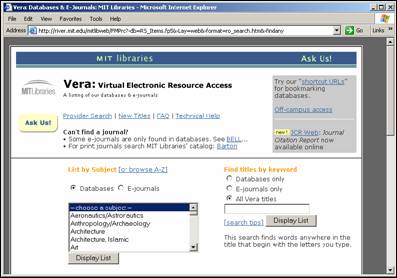 Vera Databases & E-Journals: MIT Libraries - Microsoft Internet Explorer
File Edit View Favorites Tools Help
Address http://river.mit.edu/mitlibweb/FMPro?-db=RS_Items.fp5&-Lay=web&-format=ro_search.htm&-findany
MIT libraries Ask Us!
MITLibraries
Vera: Virtual Electronic Resource Access
A listing of our databases & e-journals
Try our "shortcut URLs"
for bookmarking
databases.
Off-campus access
Ask Us!
Provider Search | New Titles | FAQ | Technical Help
Can't find a journal?
• Some e-journals are only found in databases. See BELL...
• For print journals search MIT Libraries' catalog: Barton
new! JCR Web: Journal
Citation Report now
available online
List by Subject [or browse A-Z]
Databases E-Journals
-- choose a subject --
Aeronautics/Astronautics
Anthropology/Archaeology
Architecture
Architecture, Islamic
Art
Display List
Find titles by keyword
Databases only
E-journals only
All Vera titles
[search tips] Display List
This search finds words anywhere in the
title that begin with the letters you type.